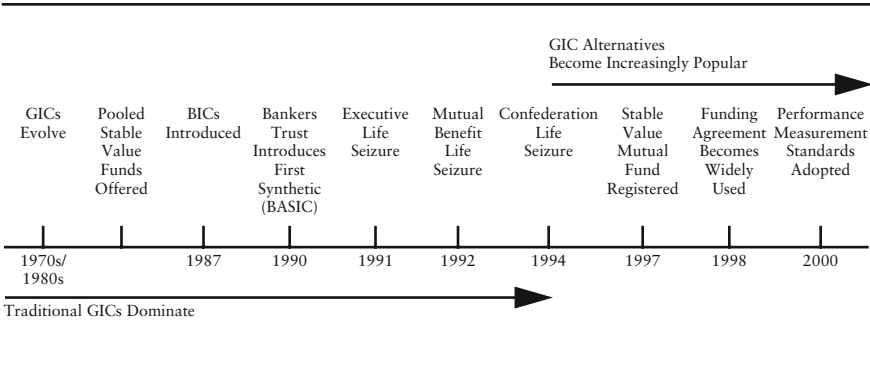 GIC Alternatives
Become Increasingly Popular
GICs
Evolve
Pooled
Stable
Value
Funds
Offered
BICs
Introduced
Bankers
Trust
Introduces
First
Synthetic
(BASIC)
Executive
Life
Seizure
Mutual
Benefit
Life
Seizure
Confederation
Life
Seizure
Stable
Value
Mutual
Fund
Registered
Funding
Agreement
Becomes
Widely
Used
Performance
Measurement
Standards
Adopted
1970s/
1980s
1987
1990
1991
1992
1994
1997
1998
2000
Traditional GICs Dominate